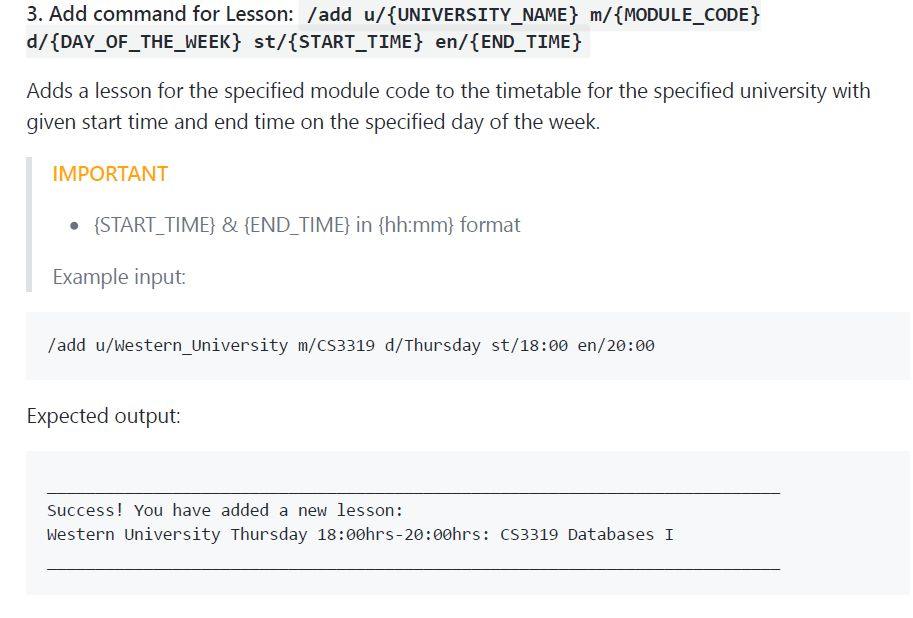 3. Add command for Lesson: /add u/{UNIVERSITY_NAME} m/{MODULE_CODE}
d/{DAY_OF_THE_WEEK} st/{START_TIME} en/{END_TIME}
Adds a lesson for the specified module code to the timetable for the specified university with
given start time and end time on the specified day of the week.
IMPORTANT
• {START_TIME} & {END_TIME} in {hh:mm} format
Example input:
/add u/Western_University m/CS3319 d/Thursday st/18:00 en/20:00
Expected output:
____________________________________________________________________________
Success! You have added a new lesson:
Western University Thursday 18:00hrs-20:00hrs: CS3319 Databases I
____________________________________________________________________________